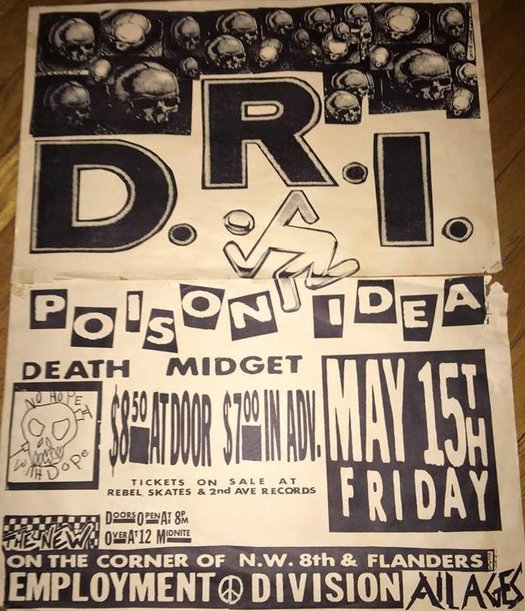 D.R.I.
POISON IDEA
DEATH MIDGET
NO HOPE
WITH DOPE
$8.50 AT DOOR $7.00 IN ADV.
MAY 15TH
FRIDAY
TICKETS ON SALE AT
REBEL SKATES & 2nd AVE RECORDS
DOORS OPEN AT 8PM
OVER AT 12 MIDNITE
THE NEW!
ON THE CORNER OF N.W. 8th & FLANDERS
EMPLOYMENT DIVISION ALL AGES